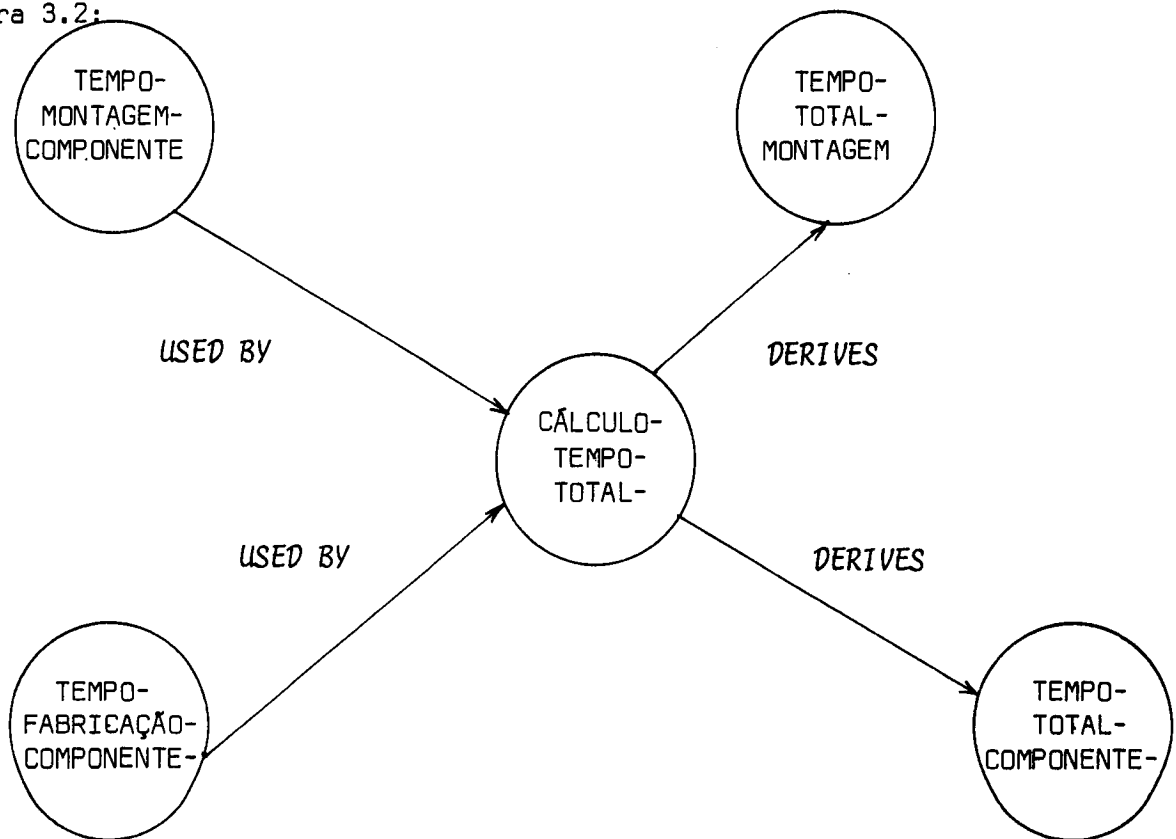 ra 3.2:
TEMPO-
MONTAGEM-
COMPONENTE
TEMPO-
TOTAL-
MONTAGEM
USED BY
DERIVES
CÁLCULO-
TEMPO-
TOTAL-
USED BY
DERIVES
TEMPO-
FABRICAÇÃO-
COMPONENTE-
TEMPO-
TOTAL-
COMPONENTE-